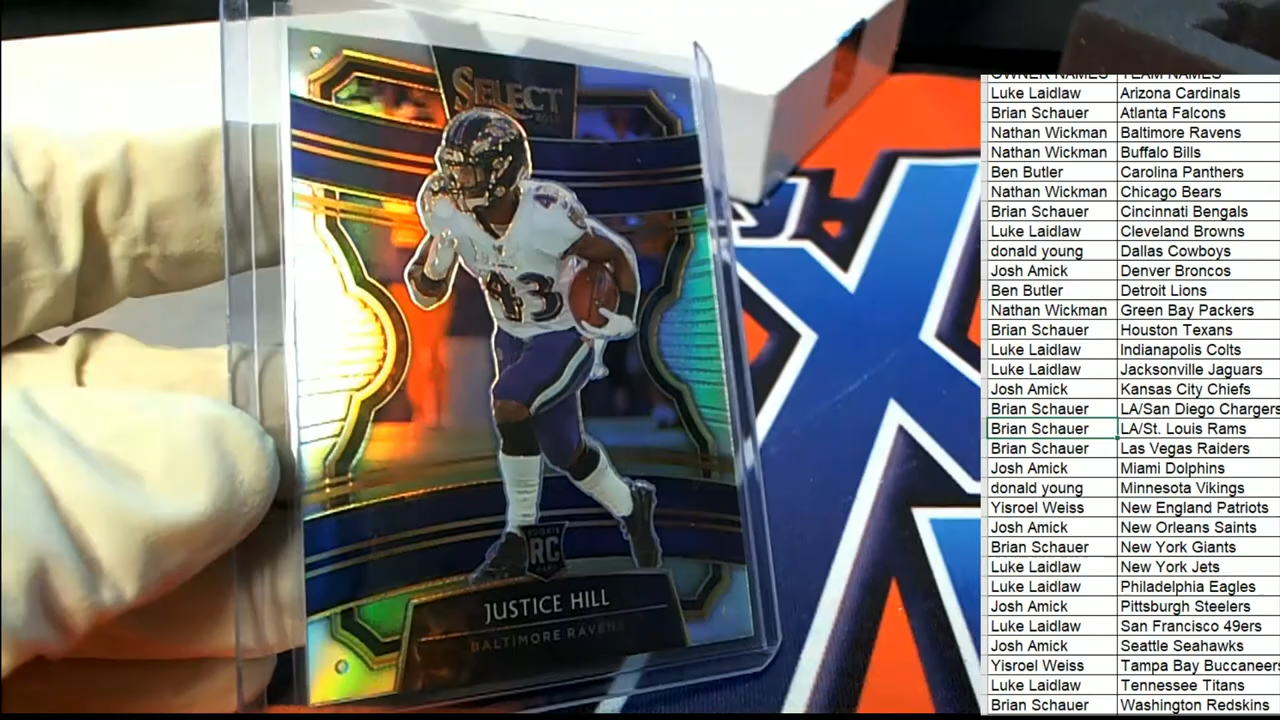 SELECT
2019
43
43
ROOKIE
RC
JUSTICE HILL
BALTIMORE RAVENS
OWNER NAMES TEAM NAMES
Luke Laidlaw Arizona Cardinals
Brian Schauer Atlanta Falcons
Nathan Wickman Baltimore Ravens
Nathan Wickman Buffalo Bills
Ben Butler Carolina Panthers
Nathan Wickman Chicago Bears
Brian Schauer Cincinnati Bengals
Luke Laidlaw Cleveland Browns
donald young Dallas Cowboys
Josh Amick Denver Broncos
Ben Butler Detroit Lions
Nathan Wickman Green Bay Packers
Brian Schauer Houston Texans
Luke Laidlaw Indianapolis Colts
Luke Laidlaw Jacksonville Jaguars
Josh Amick Kansas City Chiefs
Brian Schauer LA/San Diego Chargers
Brian Schauer LA/St. Louis Rams
Brian Schauer Las Vegas Raiders
Josh Amick Miami Dolphins
donald young Minnesota Vikings
Yisroel Weiss New England Patriots
Josh Amick New Orleans Saints
Brian Schauer New York Giants
Luke Laidlaw New York Jets
Luke Laidlaw Philadelphia Eagles
Josh Amick Pittsburgh Steelers
Luke Laidlaw San Francisco 49ers
Josh Amick Seattle Seahawks
Yisroel Weiss Tampa Bay Buccaneers
Luke Laidlaw Tennessee Titans
Brian Schauer Washington Redskins